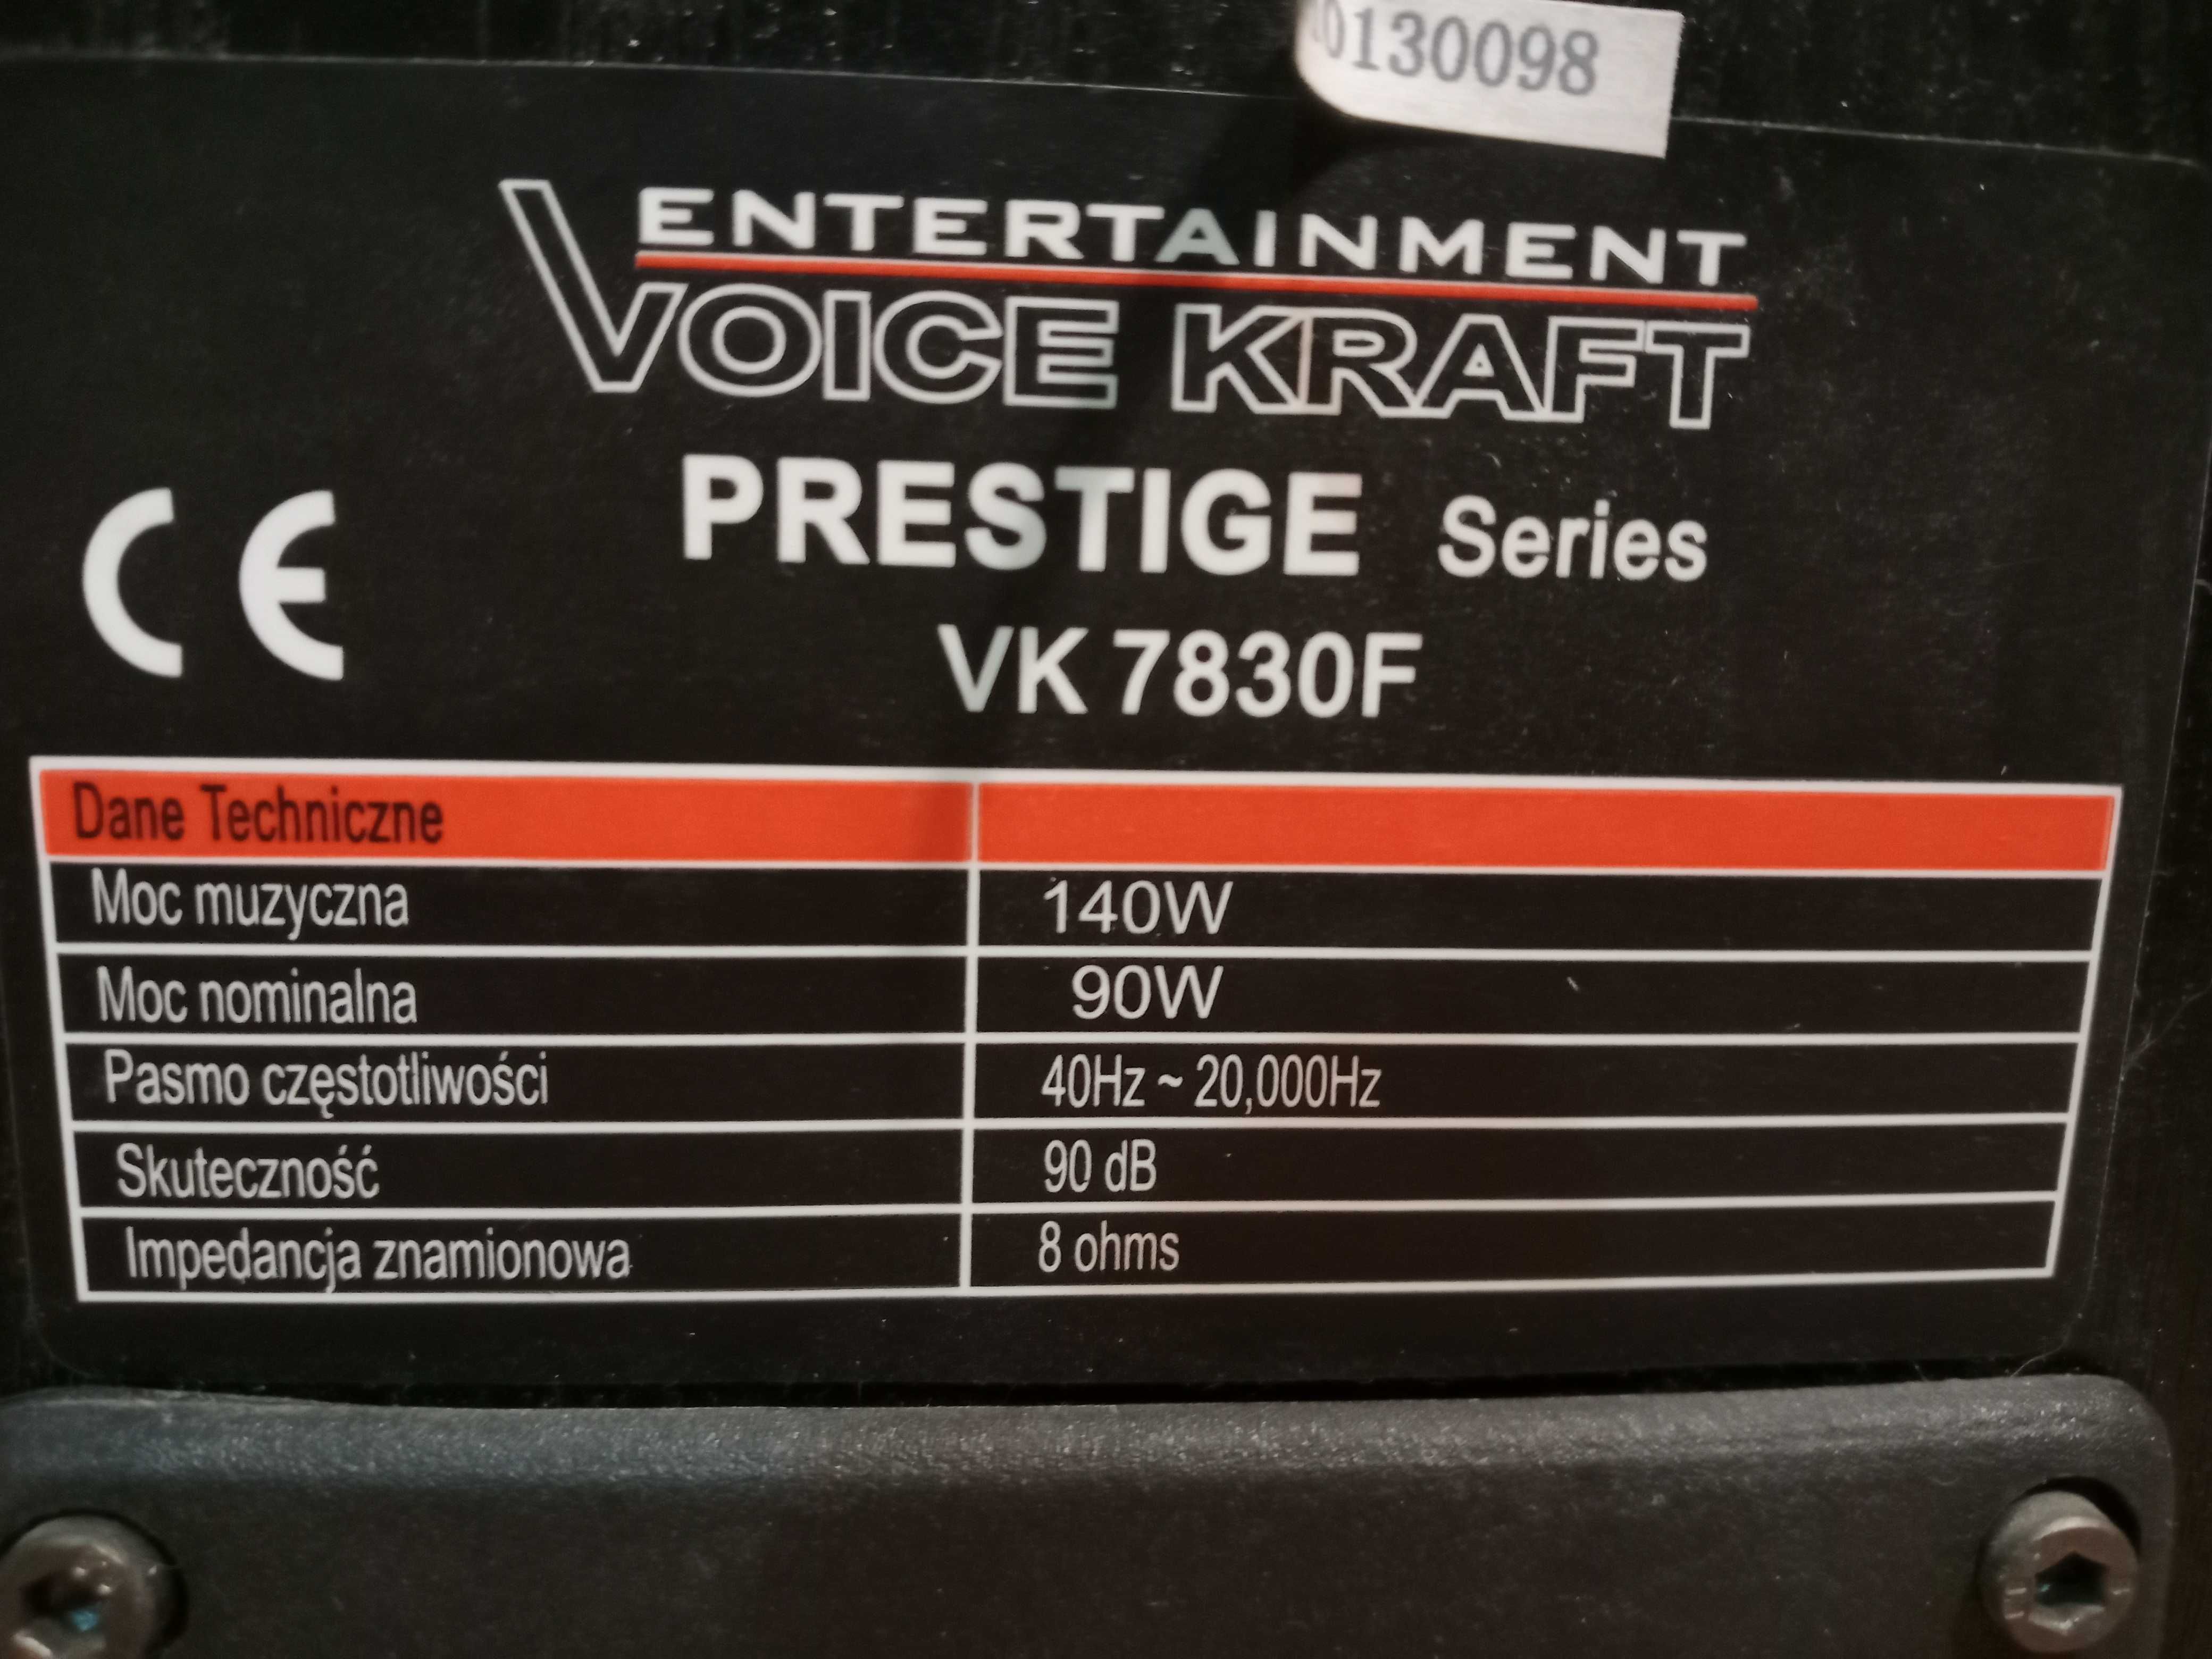 0130098
ENTERTAINMENT
VOICE KRAFT
PRESTIGE Series
CE
VK 7830F
Dane Techniczne
Moc muzyczna 140W
Moc nominalna 90W
Pasmo częstotliwości 40Hz ~ 20,000Hz
Skuteczność 90 dB
Impedancja znamionowa 8 ohms